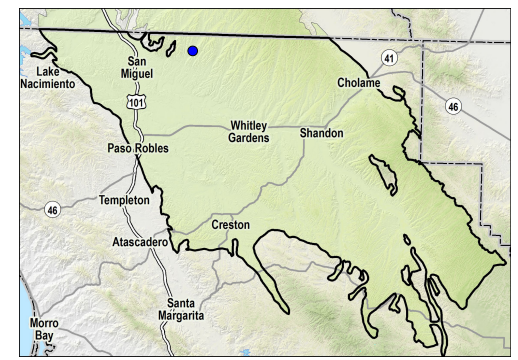 San
Miguel
Lake
Nacimiento
41
Cholame
101
46
Whitley
Gardens
Shandon
Paso Robles
Templeton
46
Creston
Atascadero
Santa
Margarita
Morro
Bay